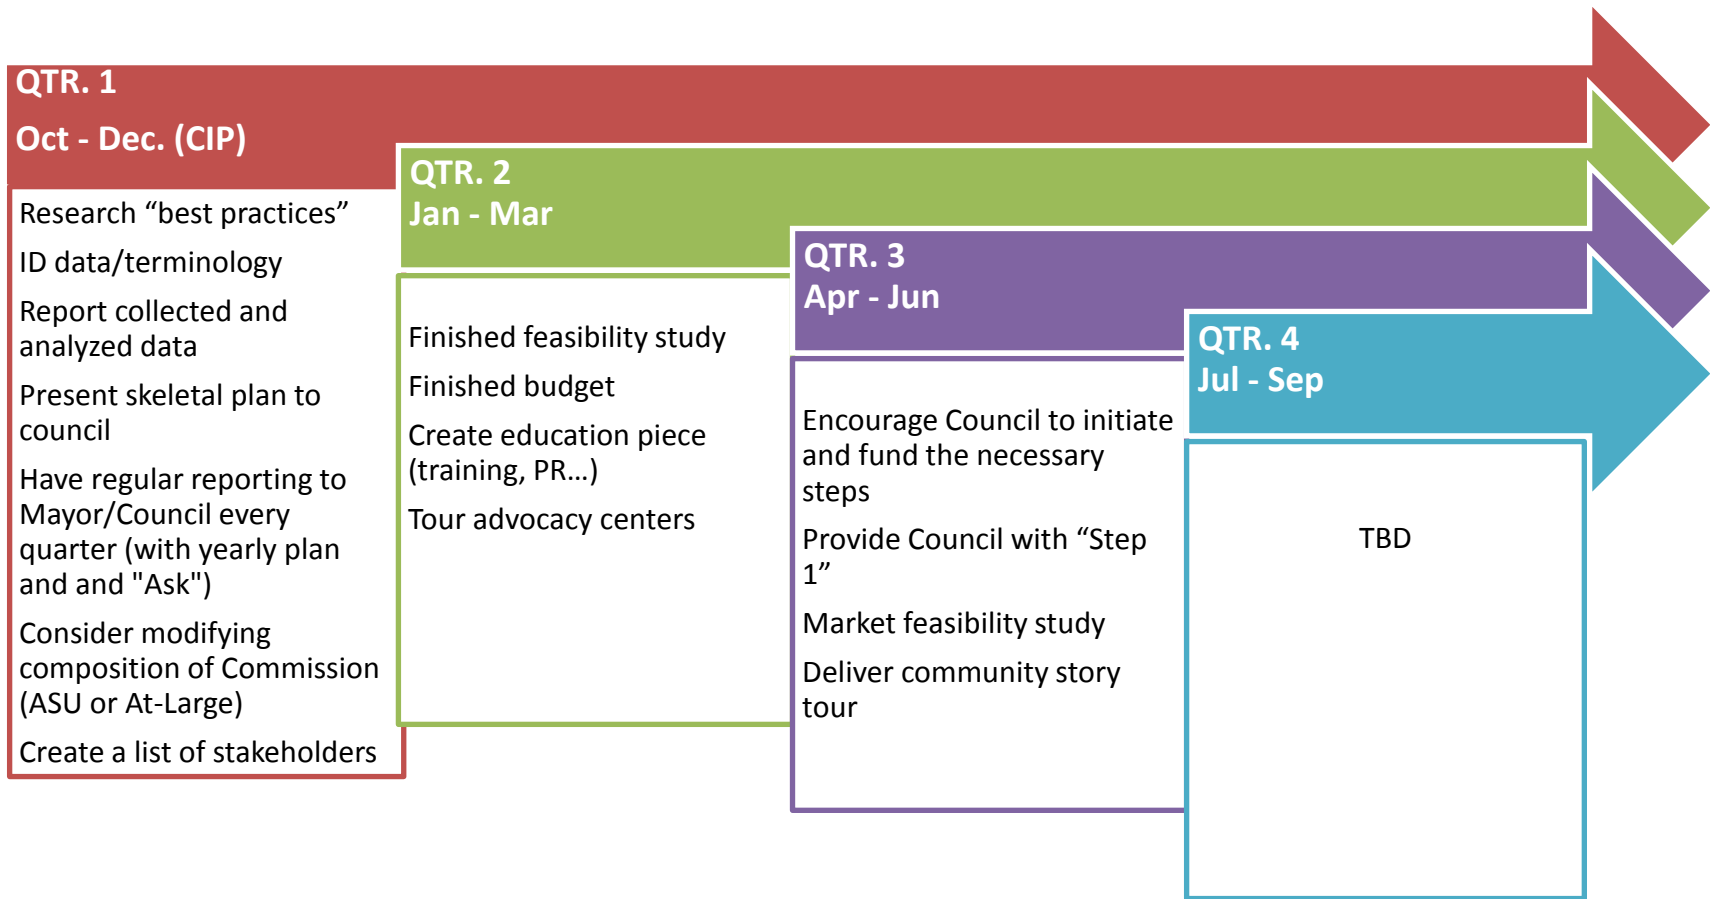 QTR. 1
Oct - Dec. (CIP)
Research “best practices”
ID data/terminology
Report collected and
analyzed data
Present skeletal plan to
council
Have regular reporting to
Mayor/Council every
quarter (with yearly plan
and and "Ask")
Consider modifying
composition of Commission
(ASU or At-Large)
Create a list of stakeholders
QTR. 2
Jan - Mar
Finished feasibility study
Finished budget
Create education piece
(training, PR…)
Tour advocacy centers
QTR. 3
Apr - Jun
Encourage Council to initiate
and fund the necessary
steps
Provide Council with “Step
1”
Market feasibility study
Deliver community story
tour
QTR. 4
Jul - Sep
TBD